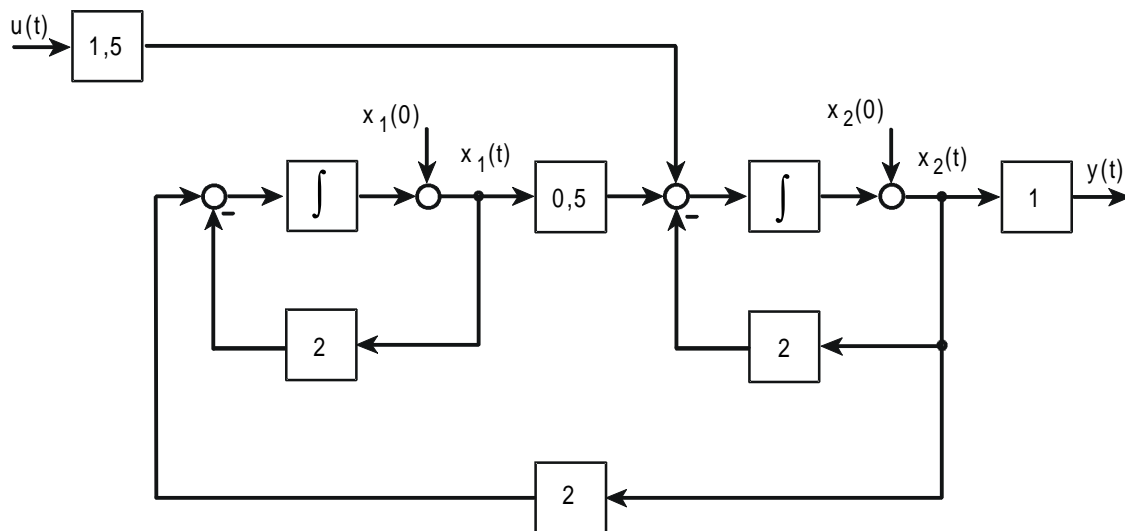 u(t)
1,5
x1(0)
x1(t)
x2(0)
x2(t)
y(t)
∫
0,5
-
∫
-
1
2
2
2